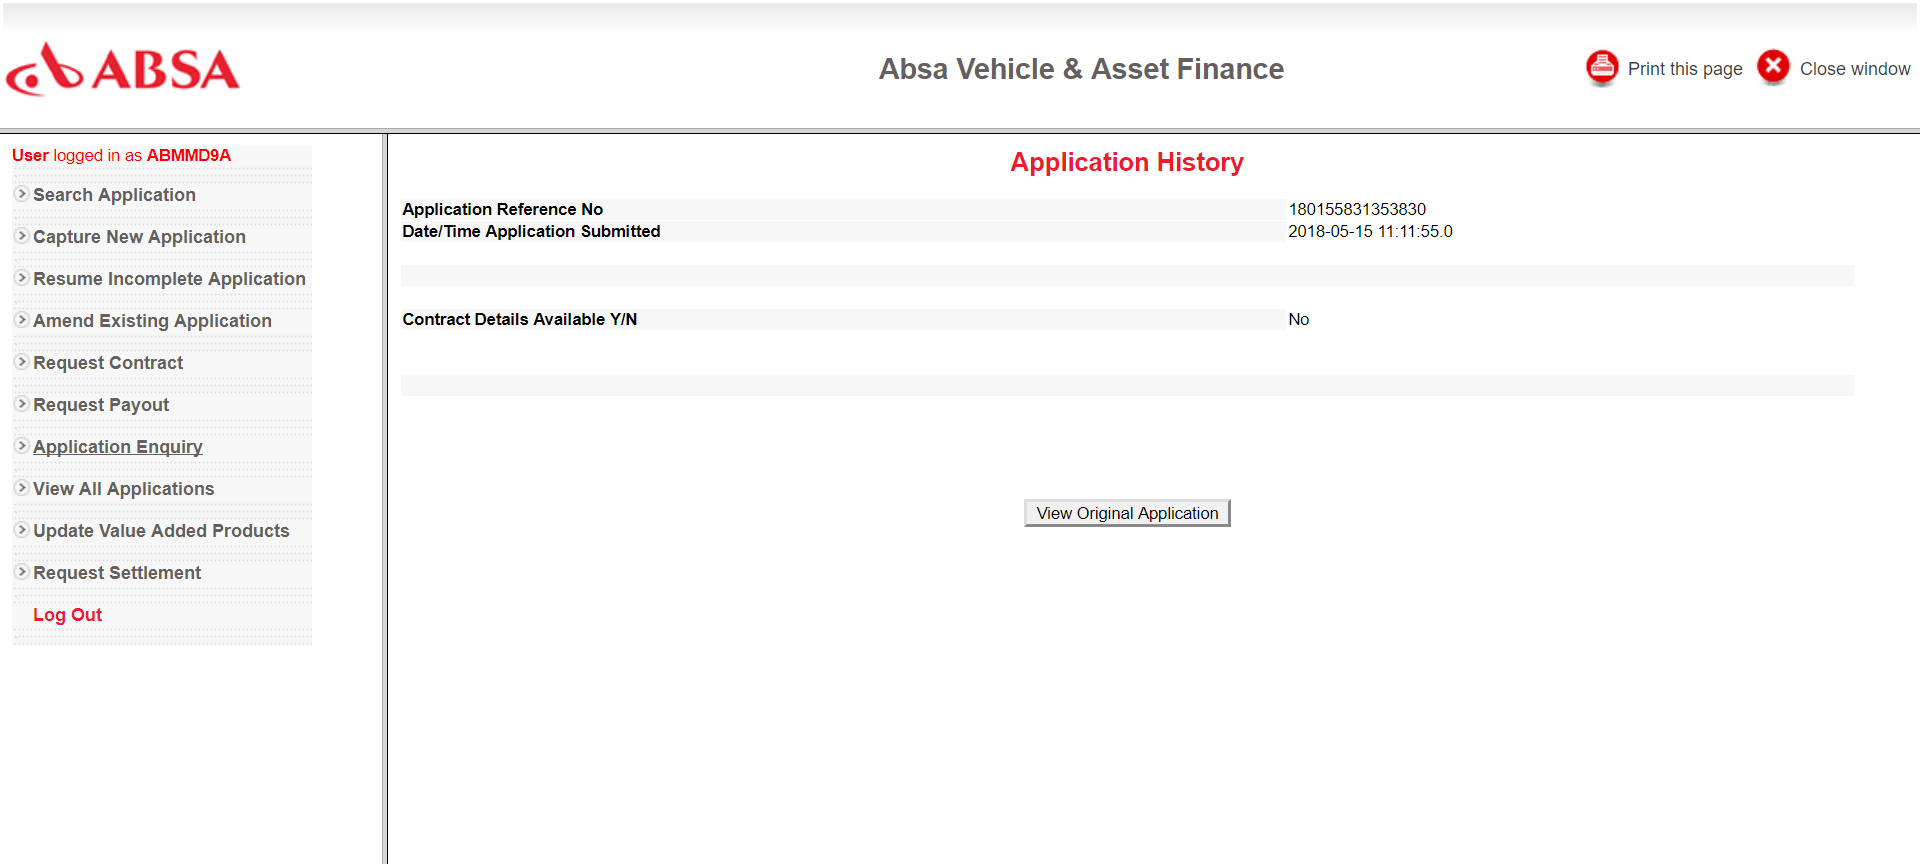 ABSA
Absa Vehicle & Asset Finance
Print this page
Close window
User logged in as ABMMD9A
Search Application
Capture New Application
Resume Incomplete Application
Amend Existing Application
Request Contract
Request Payout
Application Enquiry
View All Applications
Update Value Added Products
Request Settlement
Log Out
Application History
Application Reference No 180155831353830
Date/Time Application Submitted 2018-05-15 11:11:55.0
Contract Details Available Y/N No
View Original Application